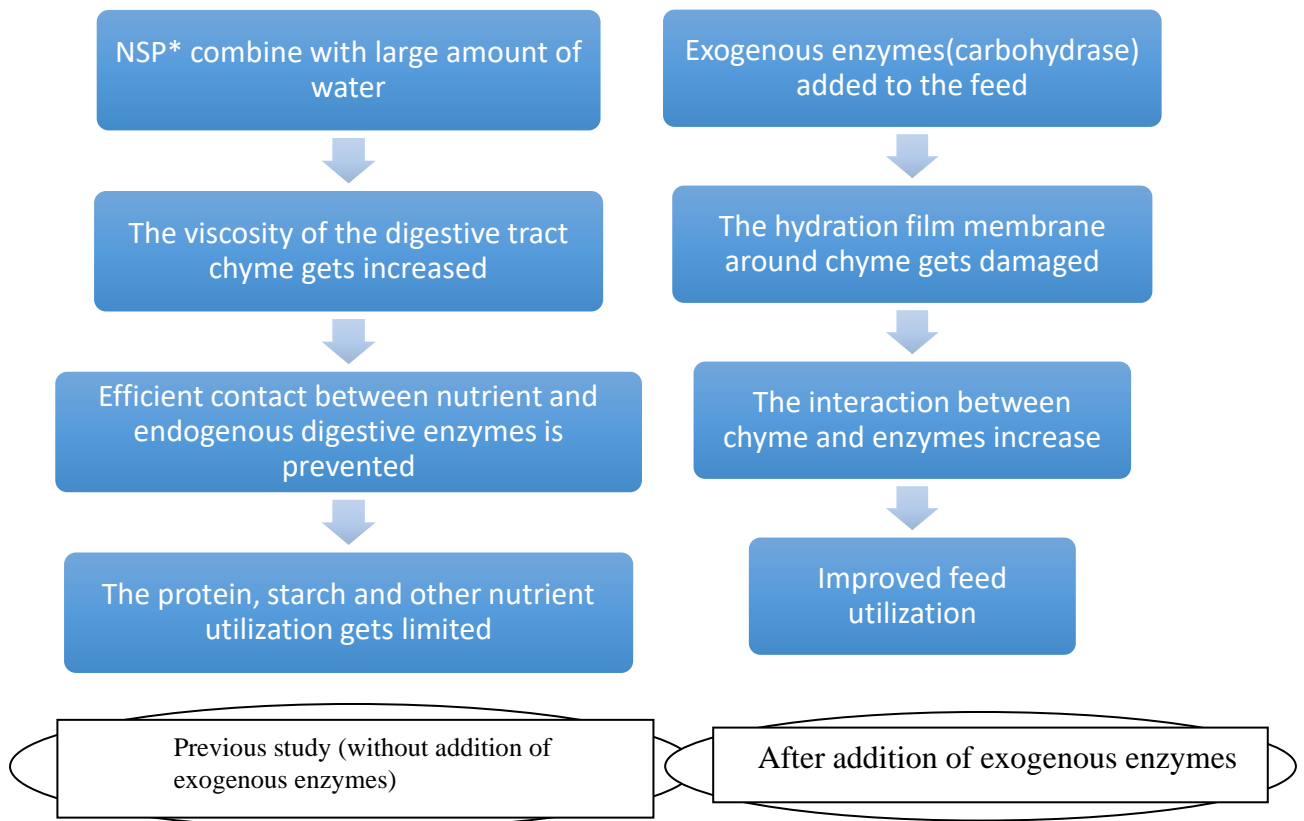 NSP* combine with large amount of
water
The viscosity of the digestive tract
chyme gets increased
Efficient contact between nutrient and
endogenous digestive enzymes is
prevented
The protein, starch and other nutrient
utilization gets limited
Previous study (without addition of
exogenous enzymes)
Exogenous enzymes(carbohydrase)
added to the feed
The hydration film membrane
around chyme gets damaged
The interaction between
chyme and enzymes increase
Improved feed
utilization
After addition of exogenous enzymes